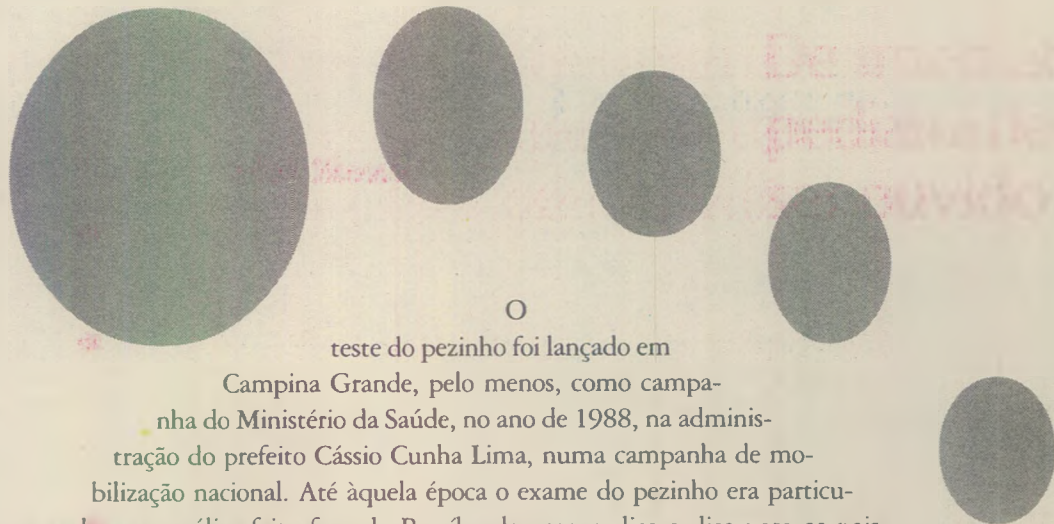 O
teste do pezinho foi lançado em
Campina Grande, pelo menos, como campa-
nha do Ministério da Saúde, no ano de 1988, na adminis-
tração do prefeito Cássio Cunha Lima, numa campanha de mo-
bilização nacional. Até àquela época o exame do pezinho era particu-